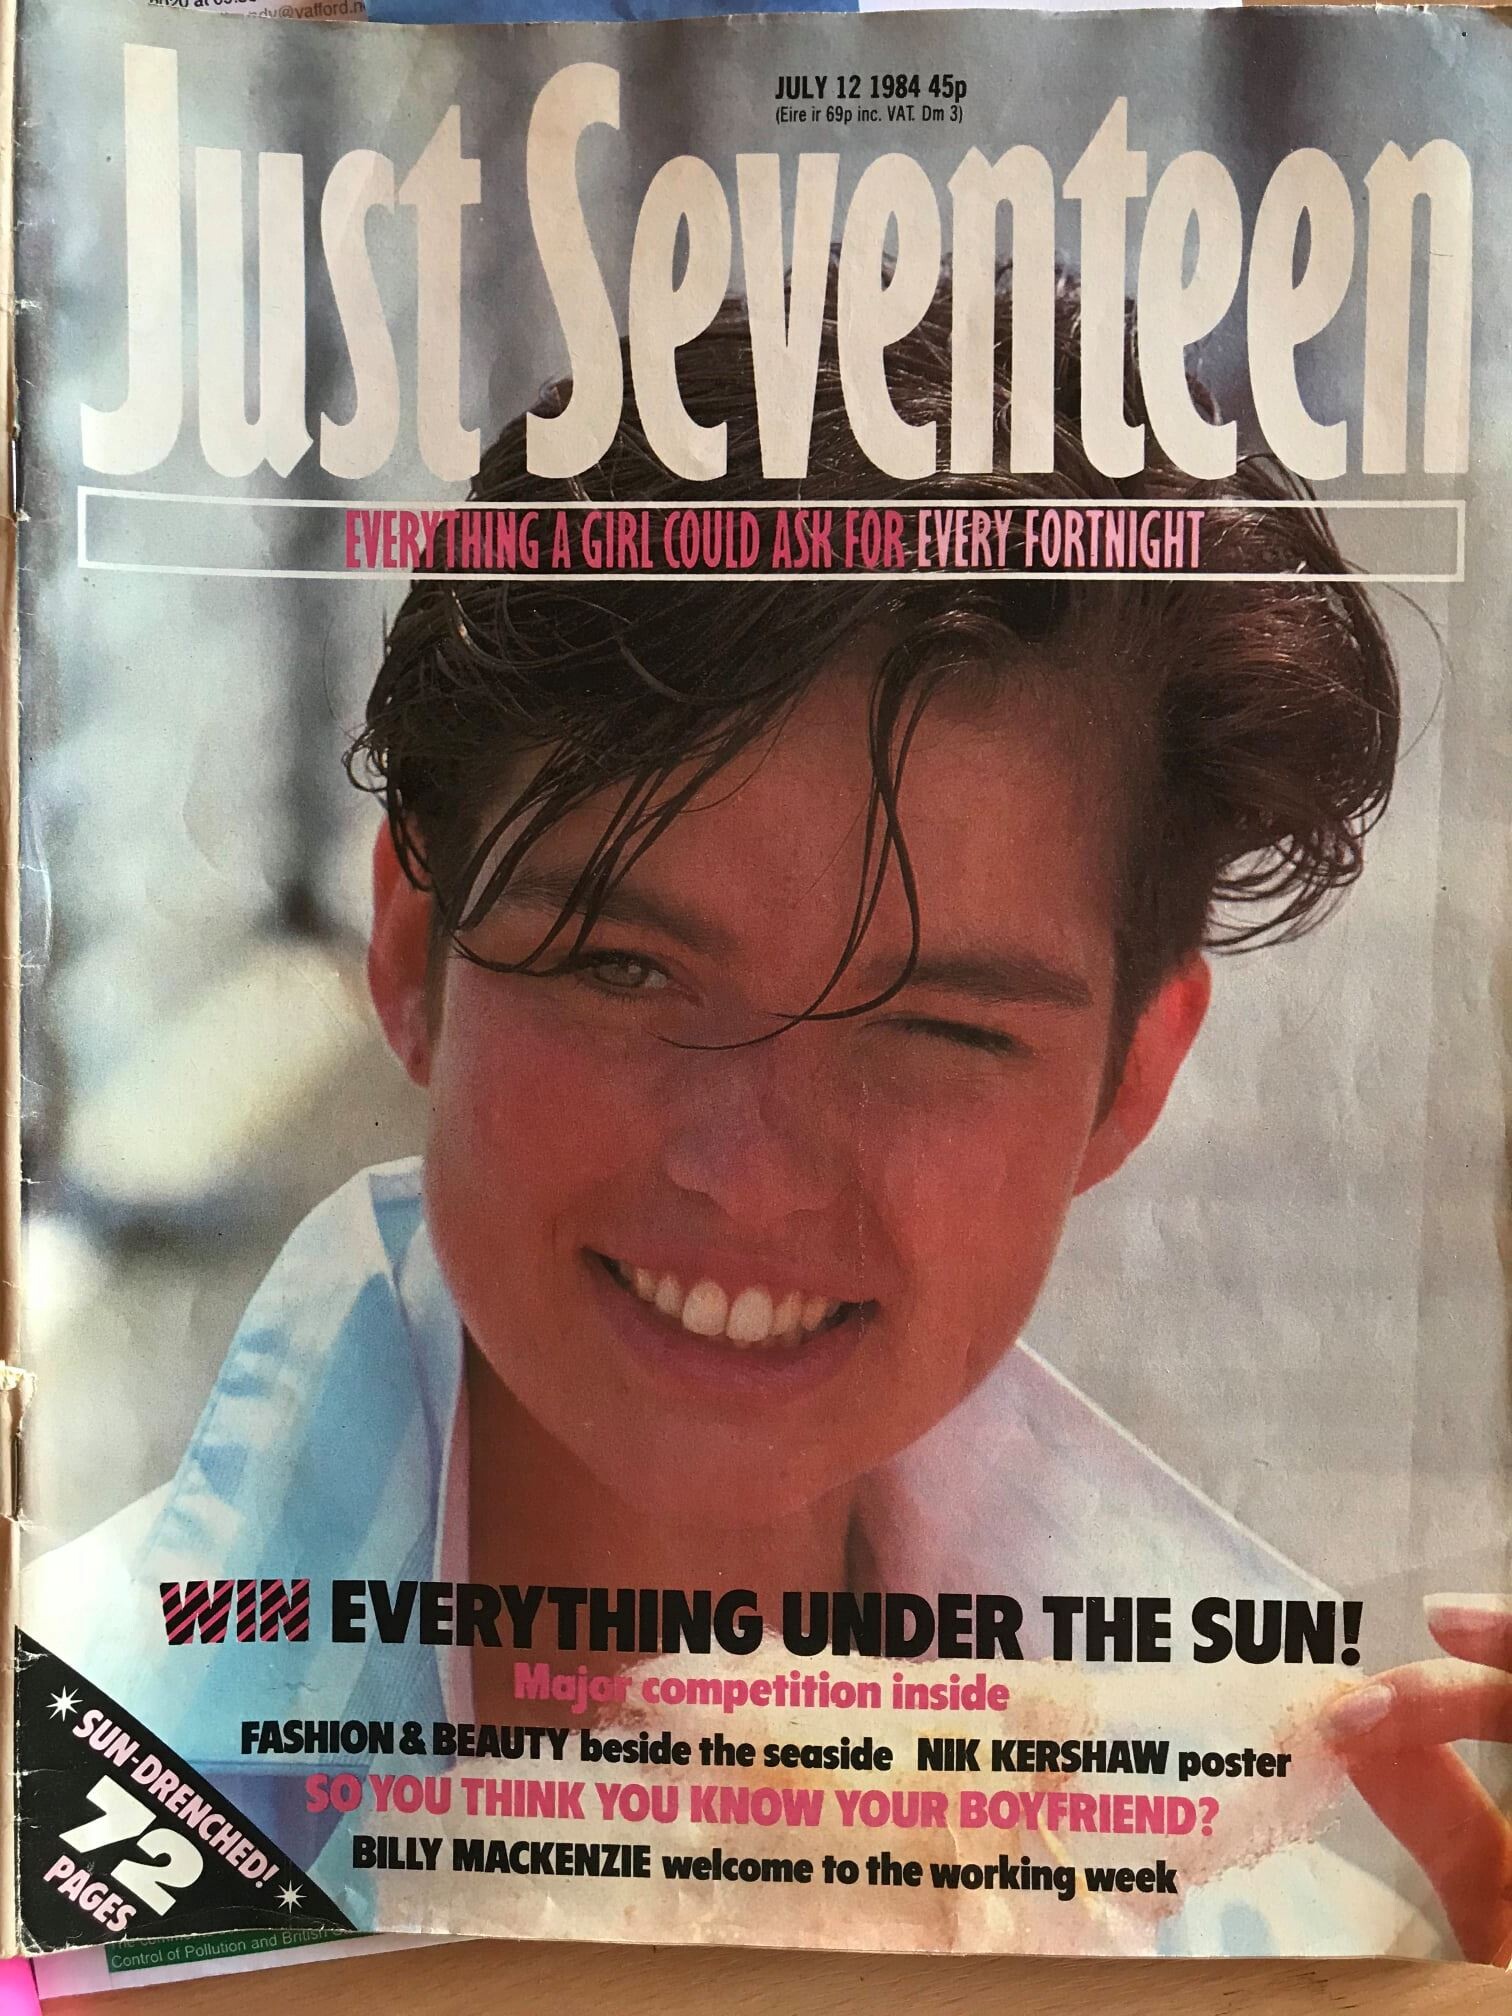 ndy@yafford.n
JULY 12 1984 45p
(Eire ir 69p inc. VAT. Dm 3)
Just Seventeen
EVERYTHING A GIRL COULD ASK FOR EVERY FORTNIGHT
WIN EVERYTHING UNDER THE SUN!
Major competition inside
FASHION & BEAUTY beside the seaside NIK KERSHAW poster
SO YOU THINK YOU KNOW YOUR BOYFRIEND?
BILLY MACKENZIE welcome to the working week
SUN-DRENCHED!
72
PAGES
Control of Pollution and British